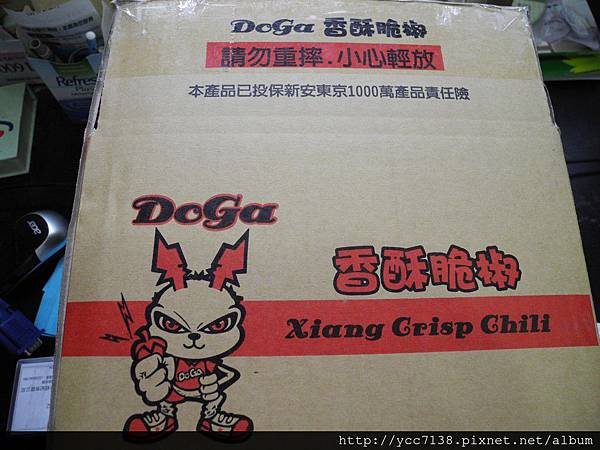 DoGa 香酥脆椒
請勿重摔.小心輕放
本產品已投保新安東京1000萬產品責任險
DoGa
香酥脆椒
Xiang Crisp Chili
DoGa
Refresh
acer
http://ycc7138.pixnet.net/album